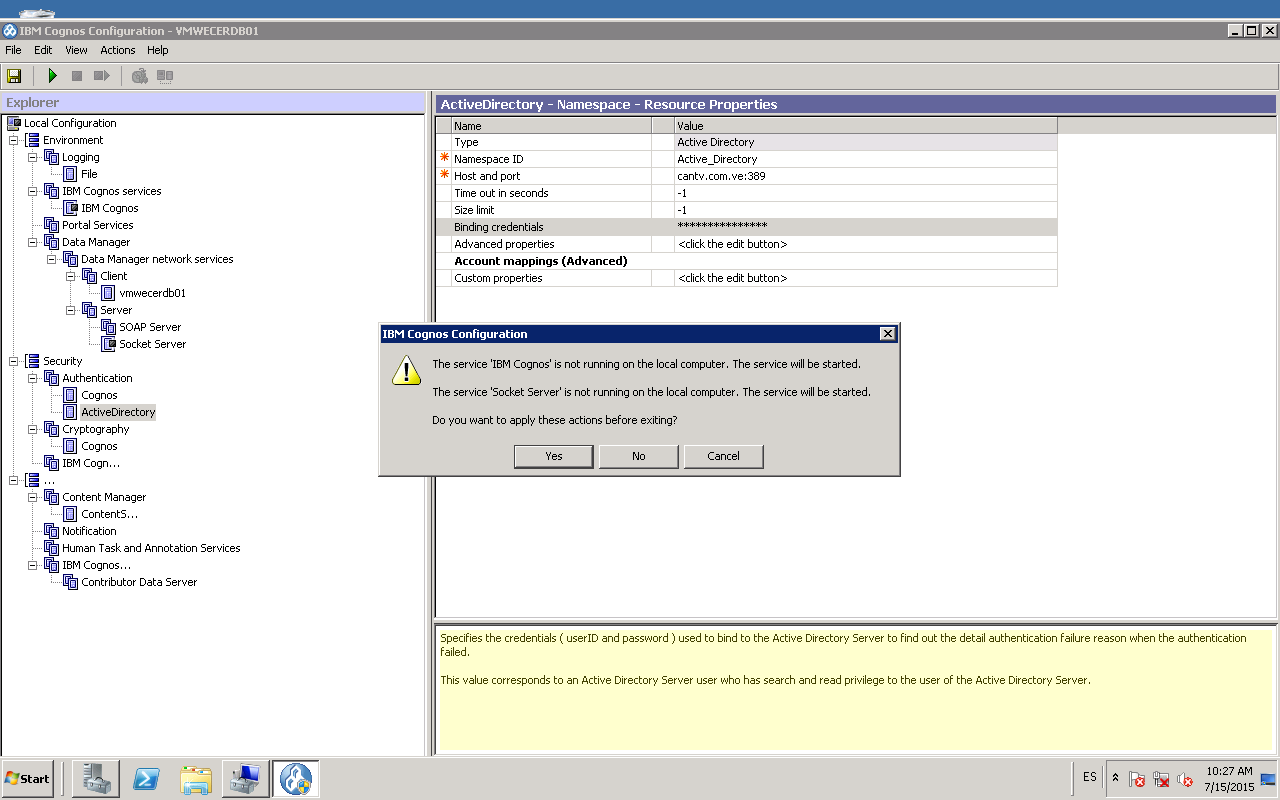 IBM Cognos Configuration - VMWECERDB01
File Edit View Actions Help
Explorer
Local Configuration
Environment
Logging
File
IBM Cognos services
IBM Cognos
Portal Services
Data Manager
Data Manager network services
Client
vmwecerdb01
Server
SOAP Server
Socket Server
Security
Authentication
Cognos
ActiveDirectory
Cryptography
Cognos
IBM Cogn...
...
Content Manager
ContentS...
Notification
Human Task and Annotation Services
IBM Cognos...
Contributor Data Server
ActiveDirectory - Namespace - Resource Properties
Name Value
Type Active Directory
* Namespace ID Active_Directory
* Host and port cantv.com.ve:389
Time out in seconds -1
Size limit -1
Binding credentials ***************
Advanced properties <click the edit button>
Account mappings (Advanced)
Custom properties <click the edit button>
IBM Cognos Configuration
The service 'IBM Cognos' is not running on the local computer. The service will be started.
The service 'Socket Server' is not running on the local computer. The service will be started.
Do you want to apply these actions before exiting?
Yes No Cancel
Specifies the credentials ( userID and password ) used to bind to the Active Directory Server to find out the detail authentication failure reason when the authentication
failed.
This value corresponds to an Active Directory Server user who has search and read privilege to the user of the Active Directory Server.
Start
ES
10:27 AM
7/15/2015